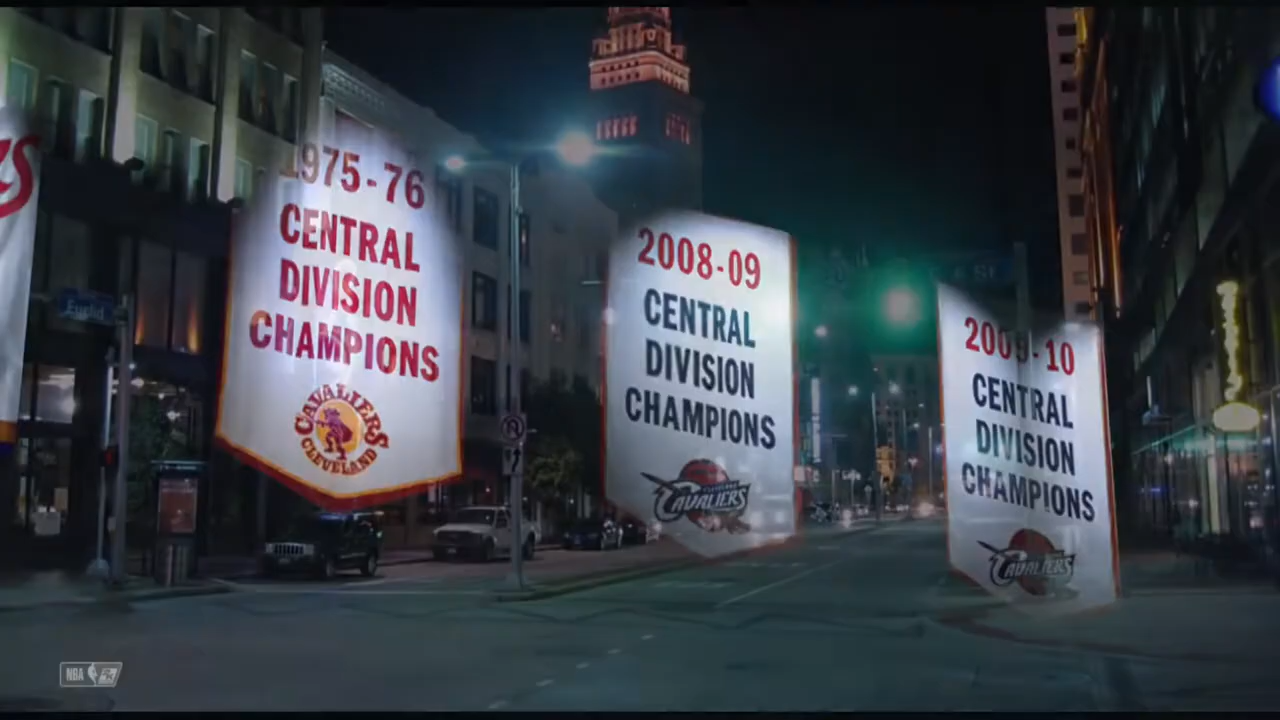 1975-76
CENTRAL
DIVISION
CHAMPIONS
CAVALIERS
CLEVELAND
2008-09
CENTRAL
DIVISION
CHAMPIONS
CAVALIERS
2009-10
CENTRAL
DIVISION
CHAMPIONS
CAVALIERS
Euclid
NBA 2K